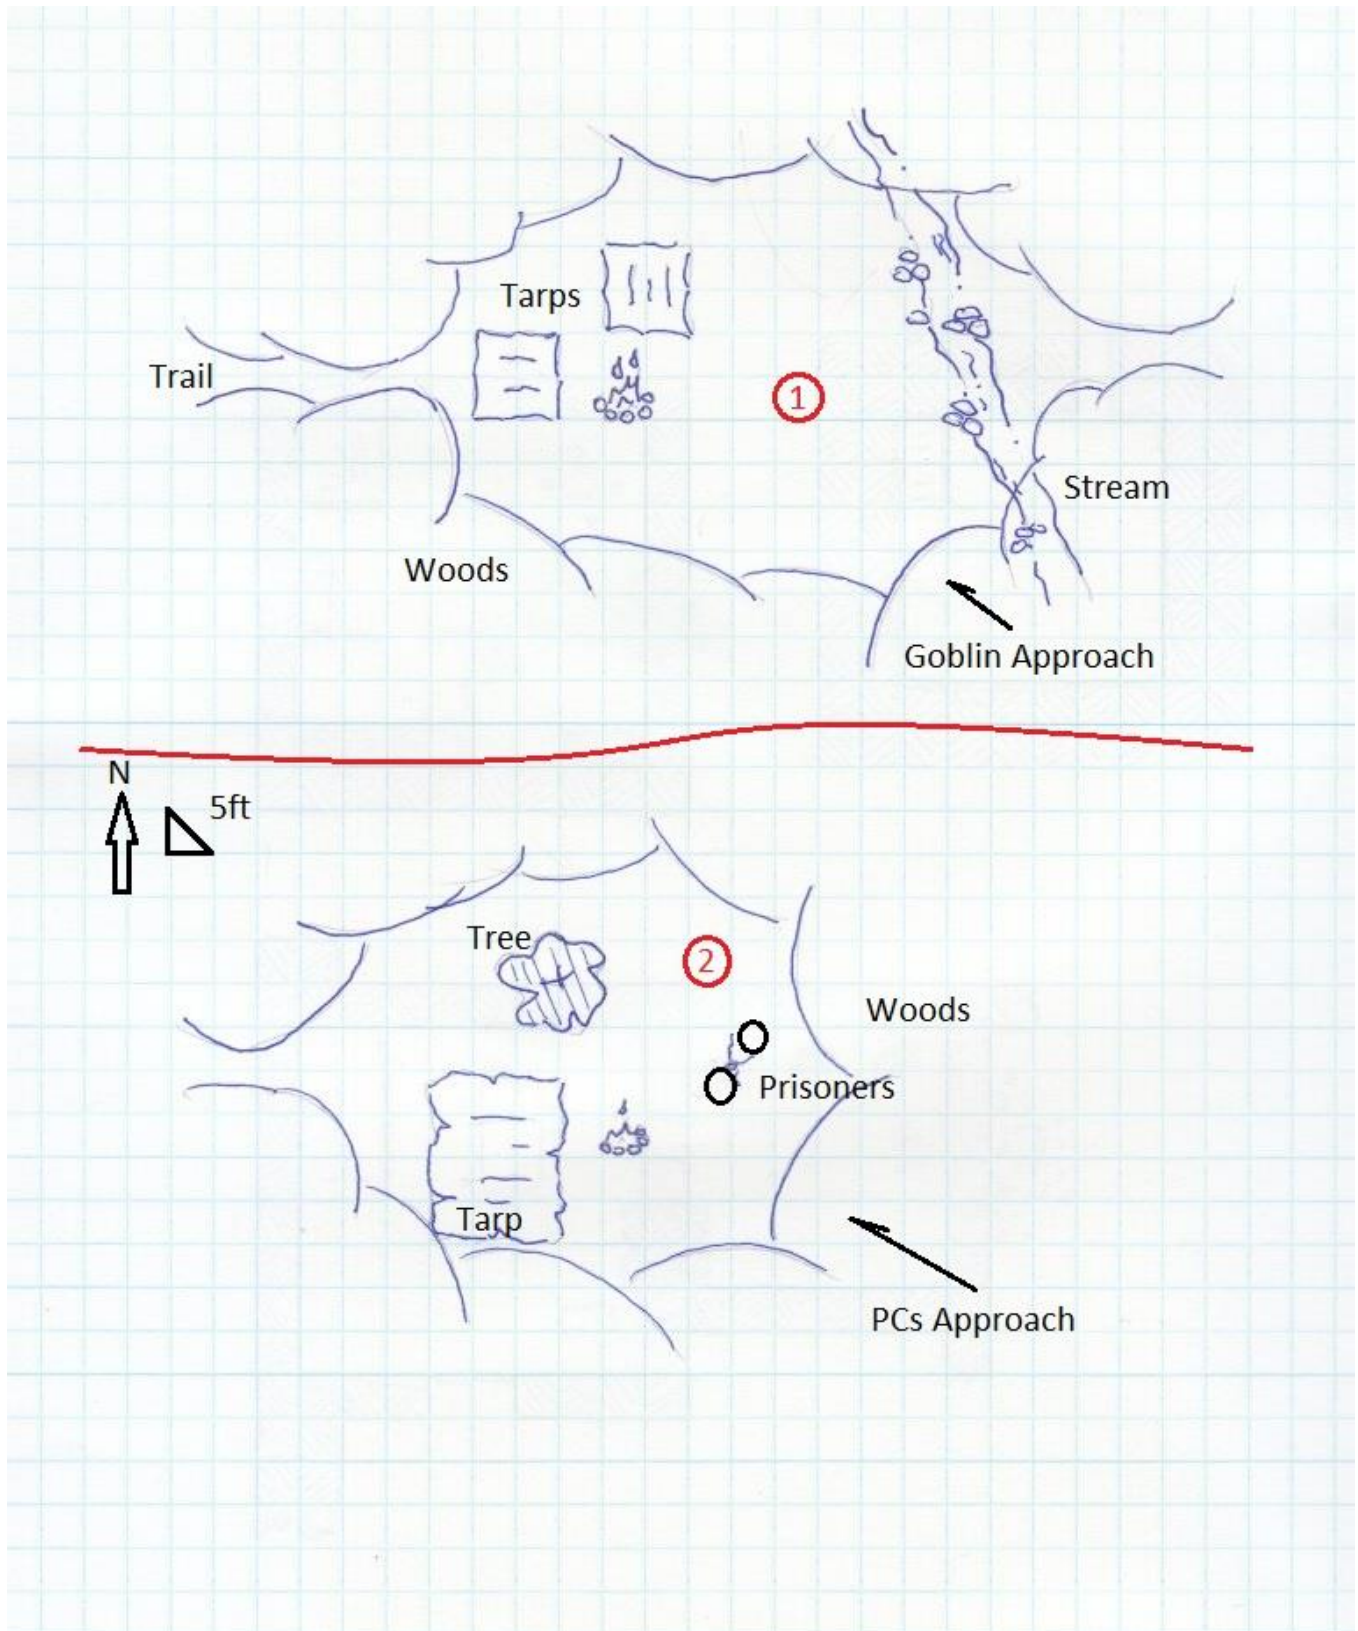 Tarps
Trail
1
Stream
Woods
Goblin Approach
N
5ft
Tree
2
Woods
Prisoners
Tarp
PCs Approach